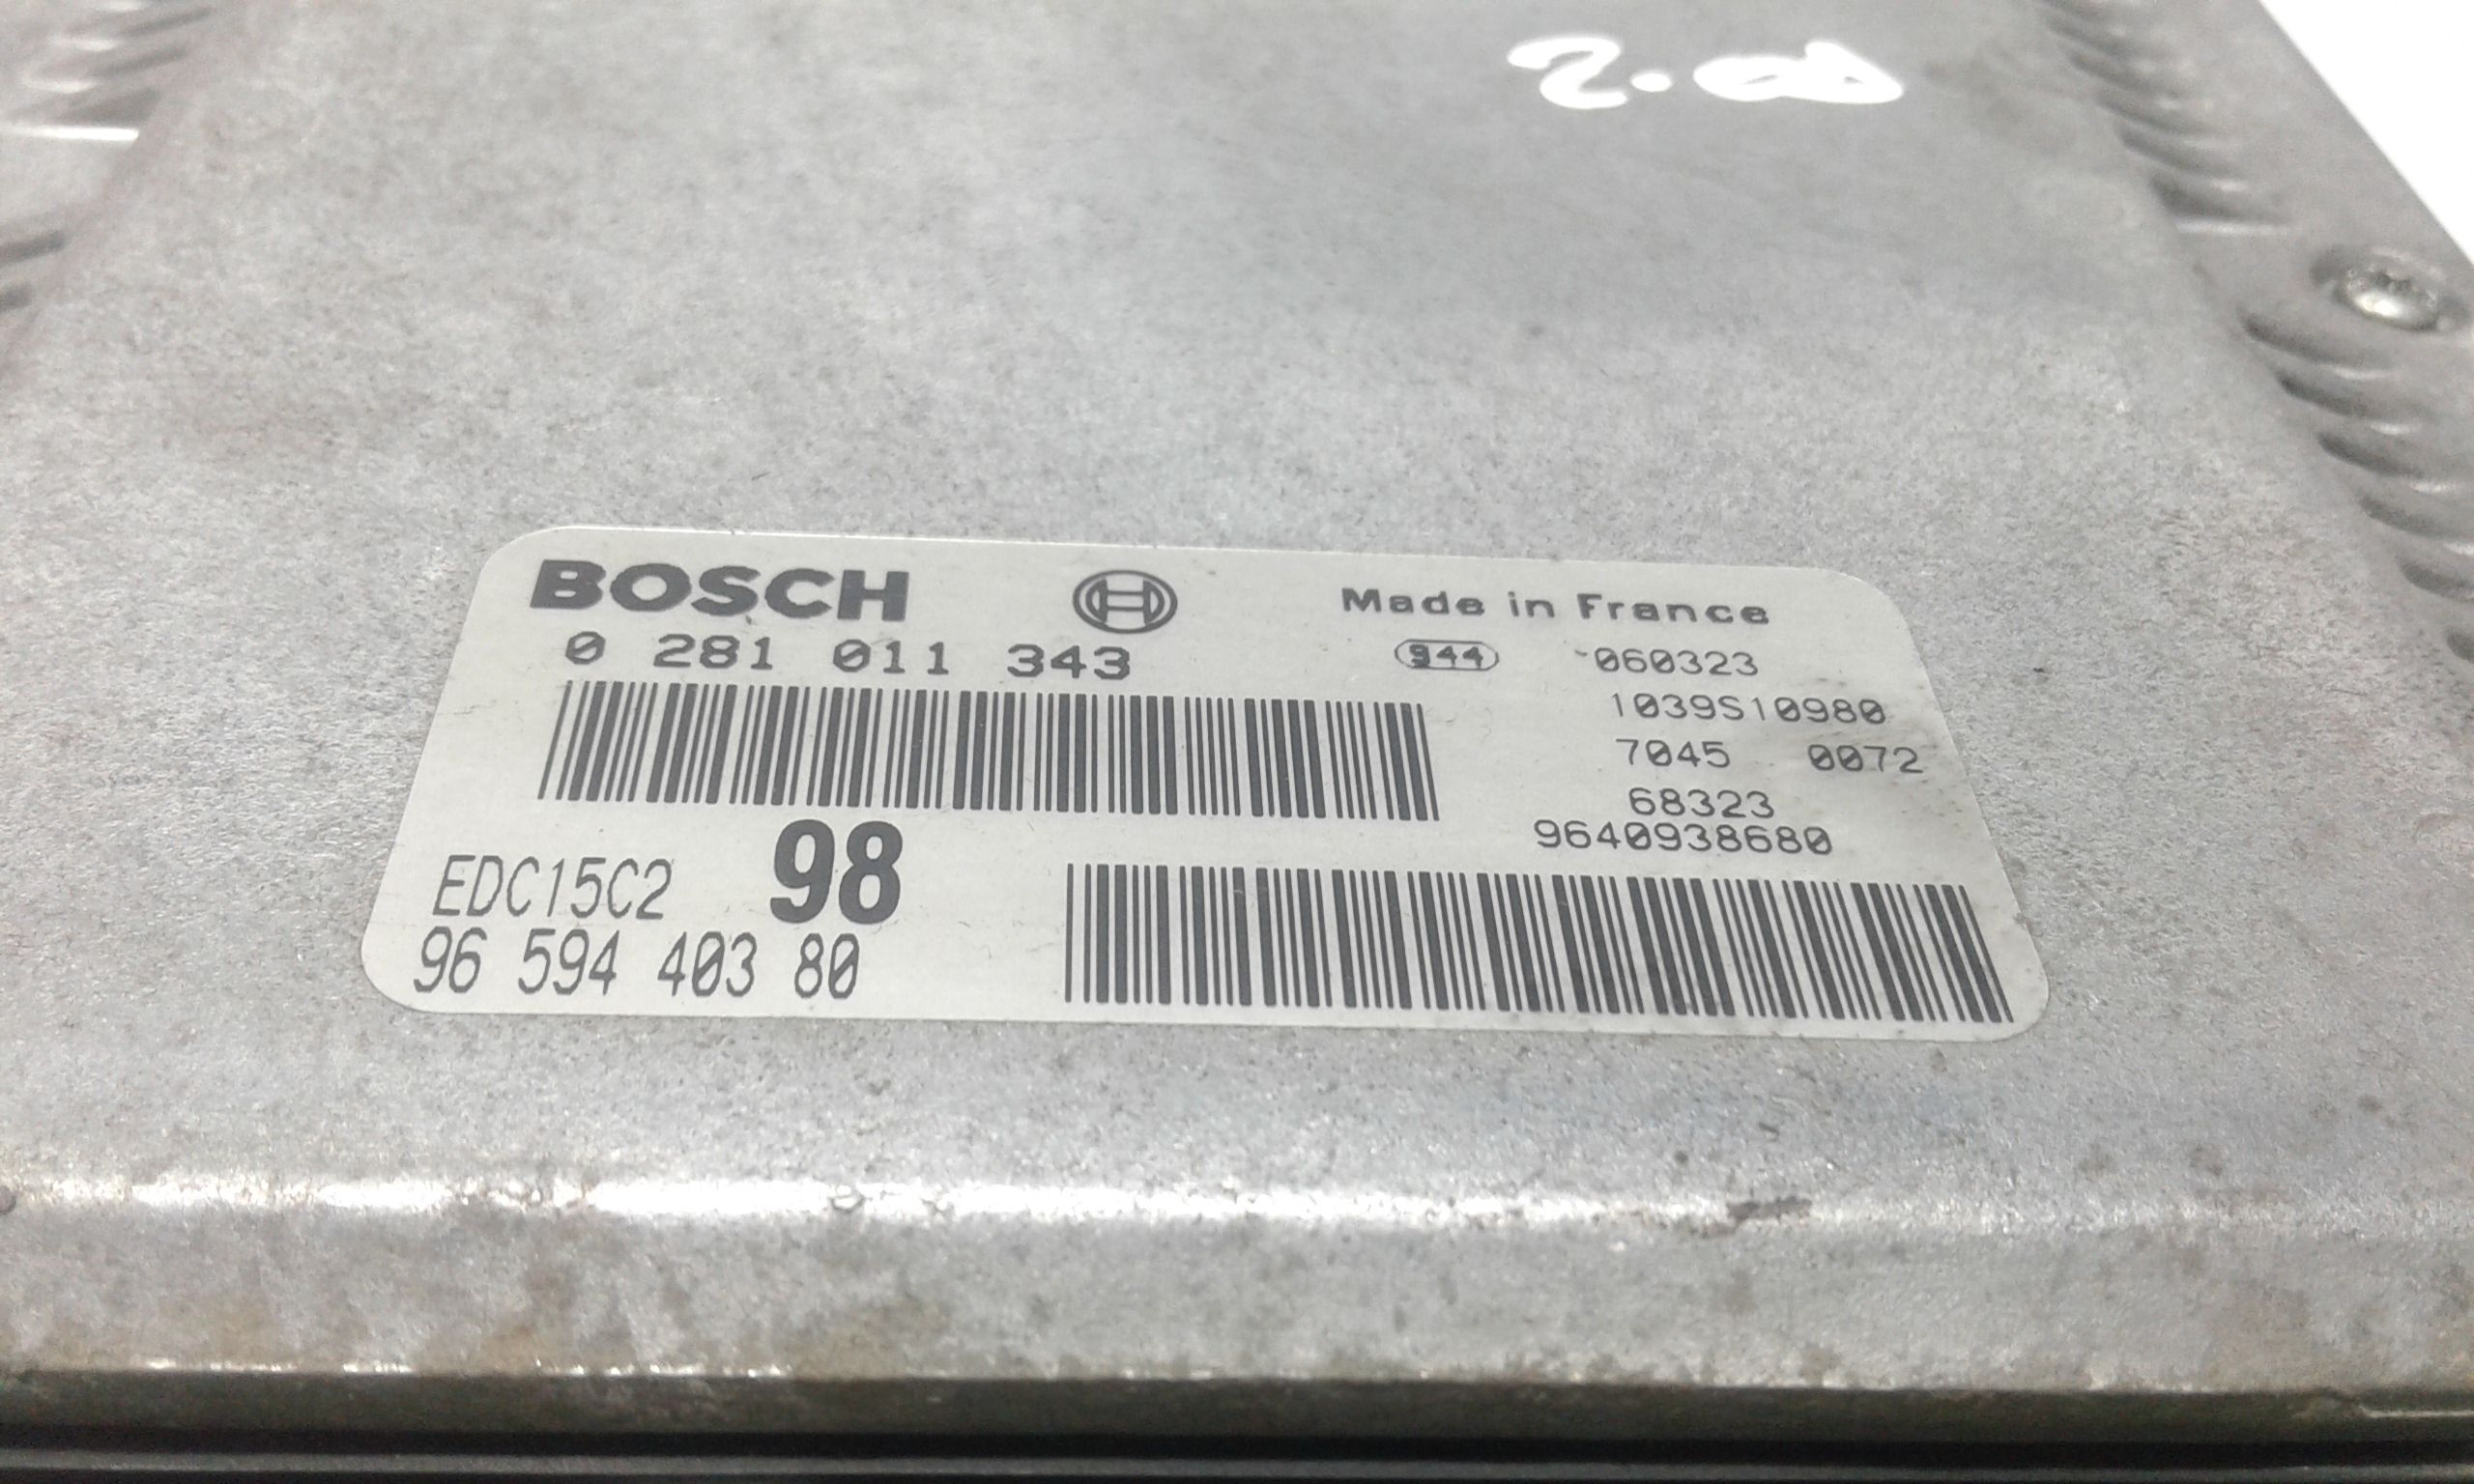 2.0D
BOSCH Made in France
0 281 011 343 944 060323
1039S10980
7045 0072
68323
9640938680
EDC15C2 98
96 594 403 80